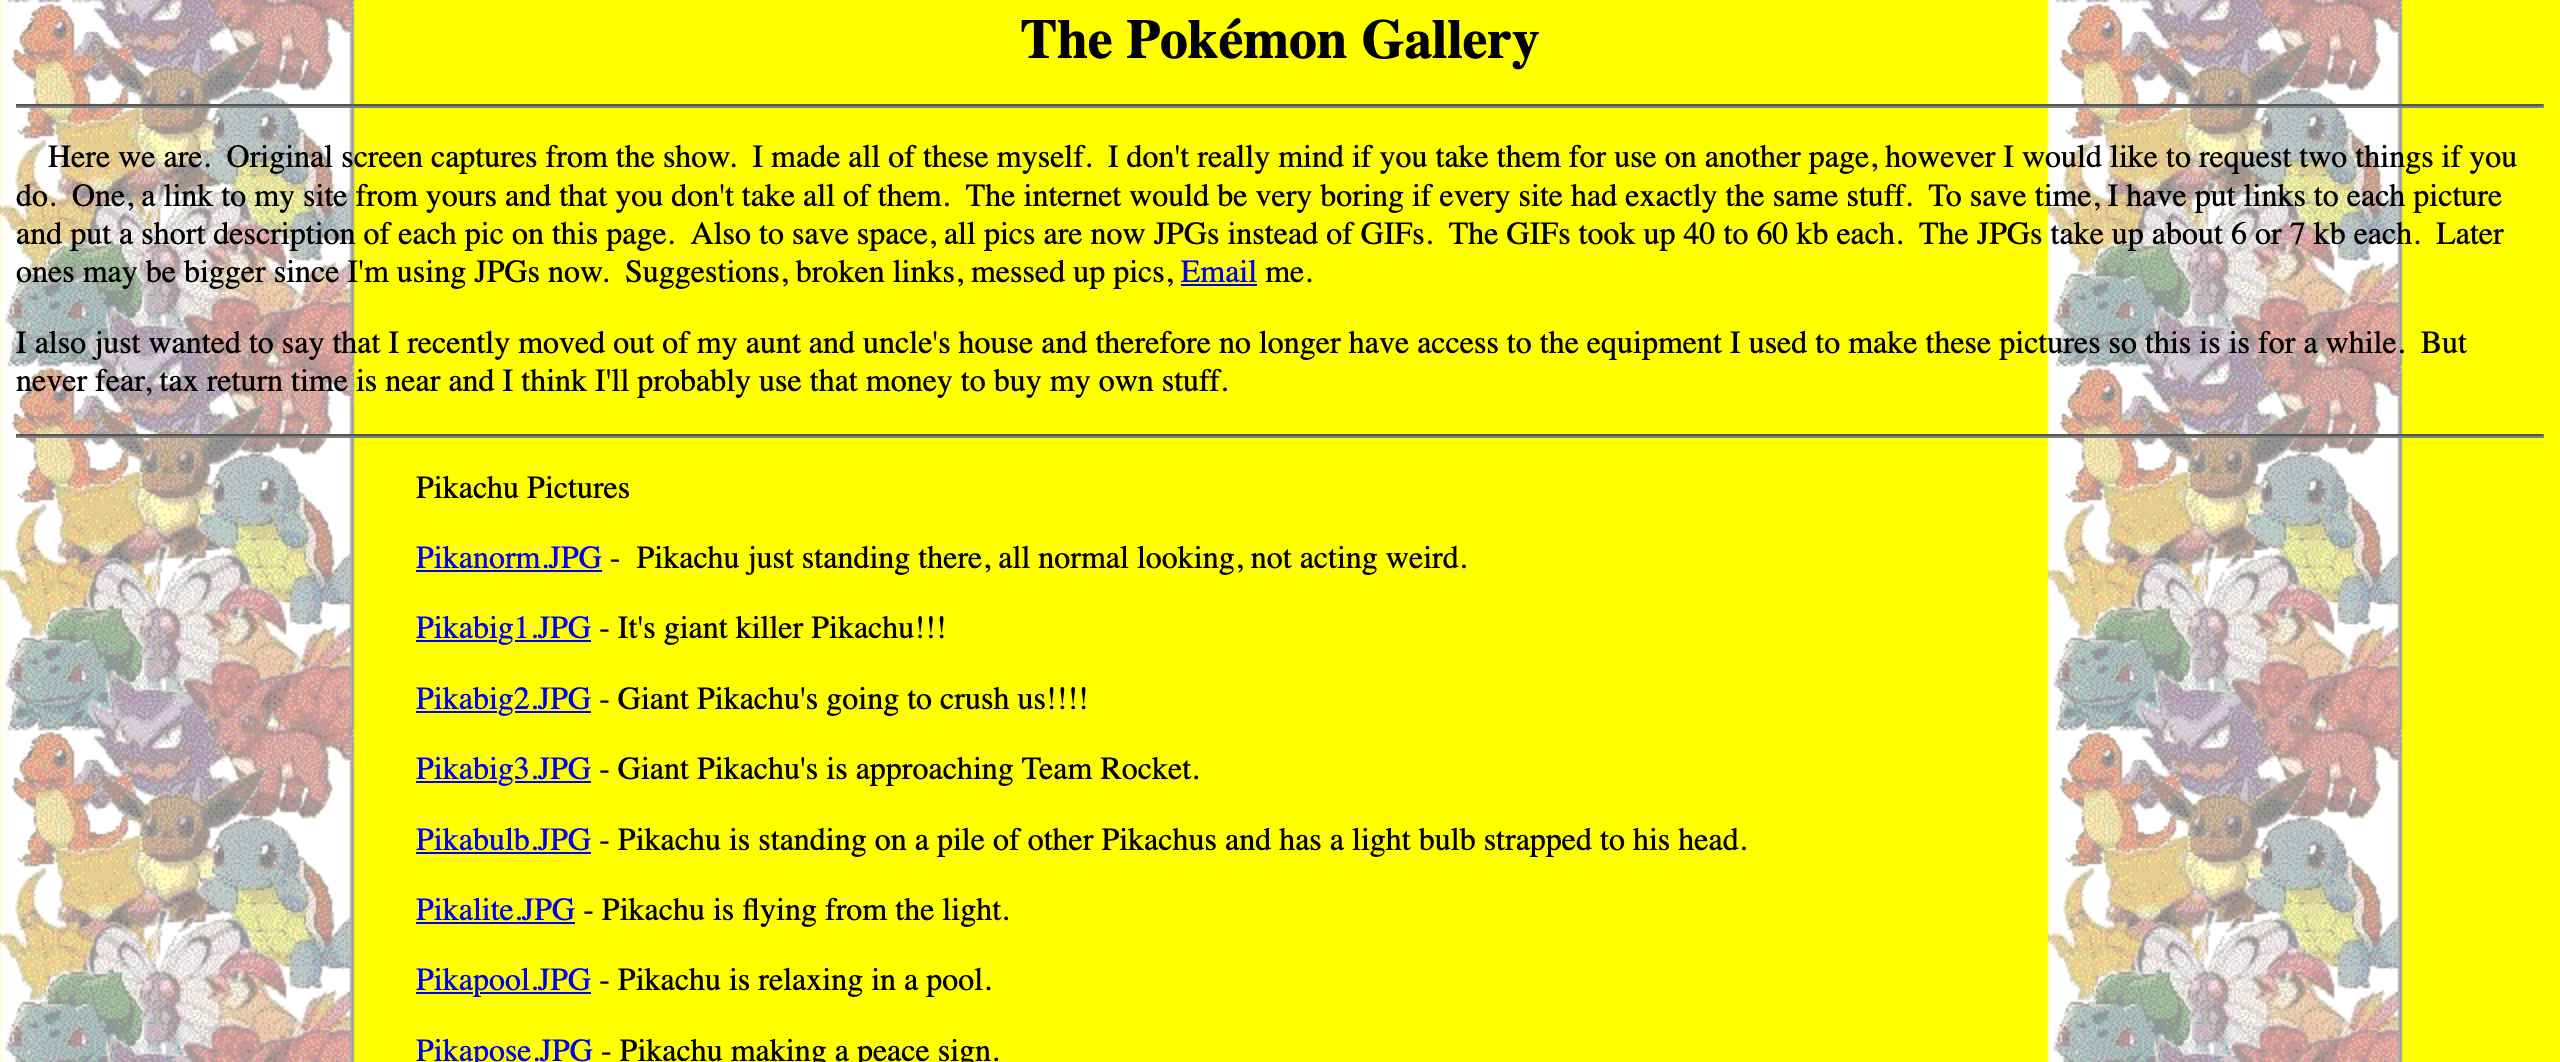 The Pokémon Gallery
Here we are.  Original screen captures from the show.  I made all of these myself.  I don't really mind if you take them for use on another page, however I would like to request two things if you
do.  One, a link to my site from yours and that you don't take all of them.  The internet would be very boring if every site had exactly the same stuff.  To save time, I have put links to each picture
and put a short description of each pic on this page.  Also to save space, all pics are now JPGs instead of GIFs.  The GIFs took up 40 to 60 kb each.  The JPGs take up about 6 or 7 kb each.  Later
ones may be bigger since I'm using JPGs now.  Suggestions, broken links, messed up pics, Email me.
I also just wanted to say that I recently moved out of my aunt and uncle's house and therefore no longer have access to the equipment I used to make these pictures so this is is for a while.  But
never fear, tax return time is near and I think I'll probably use that money to buy my own stuff.
Pikachu Pictures
Pikanorm.JPG -  Pikachu just standing there, all normal looking, not acting weird.
Pikabig1.JPG - It's giant killer Pikachu!!!
Pikabig2.JPG - Giant Pikachu's going to crush us!!!!
Pikabig3.JPG - Giant Pikachu's is approaching Team Rocket.
Pikabulb.JPG - Pikachu is standing on a pile of other Pikachus and has a light bulb strapped to his head.
Pikalite.JPG - Pikachu is flying from the light.
Pikapool.JPG - Pikachu is relaxing in a pool.
Pikapose.JPG - Pikachu making a peace sign.